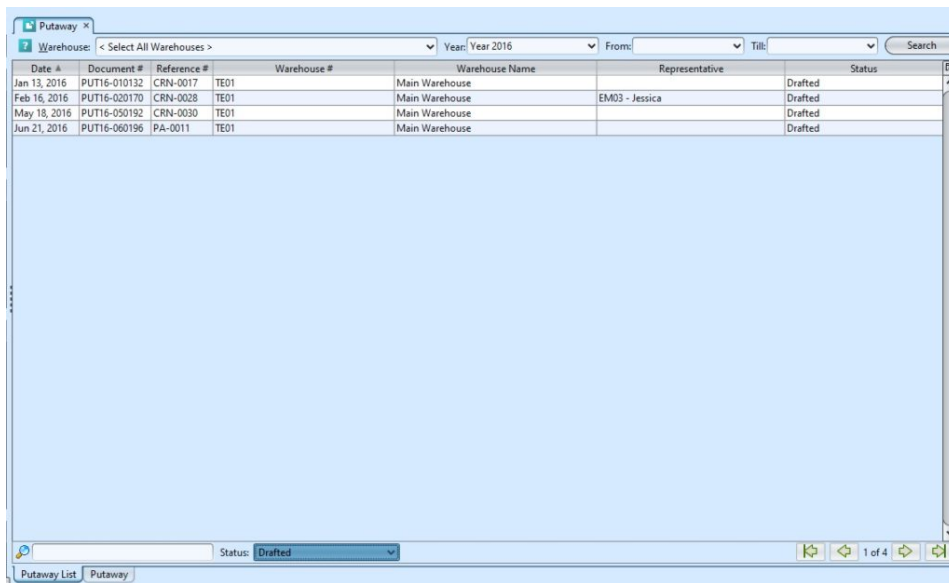 Putaway ×
? Warehouse: < Select All Warehouses > Year: Year 2016 From: Till: Search
Date Document # Reference # Warehouse # Warehouse Name Representative Status
Jan 13, 2016 PUT16-010132 CRN-0017 TE01 Main Warehouse Drafted
Feb 16, 2016 PUT16-020170 CRN-0028 TE01 Main Warehouse EM03 - Jessica Drafted
May 18, 2016 PUT16-050192 CRN-0030 TE01 Main Warehouse Drafted
Jun 21, 2016 PUT16-060196 PA-0011 TE01 Main Warehouse Drafted
Status: Drafted 1 of 4
Putaway List Putaway